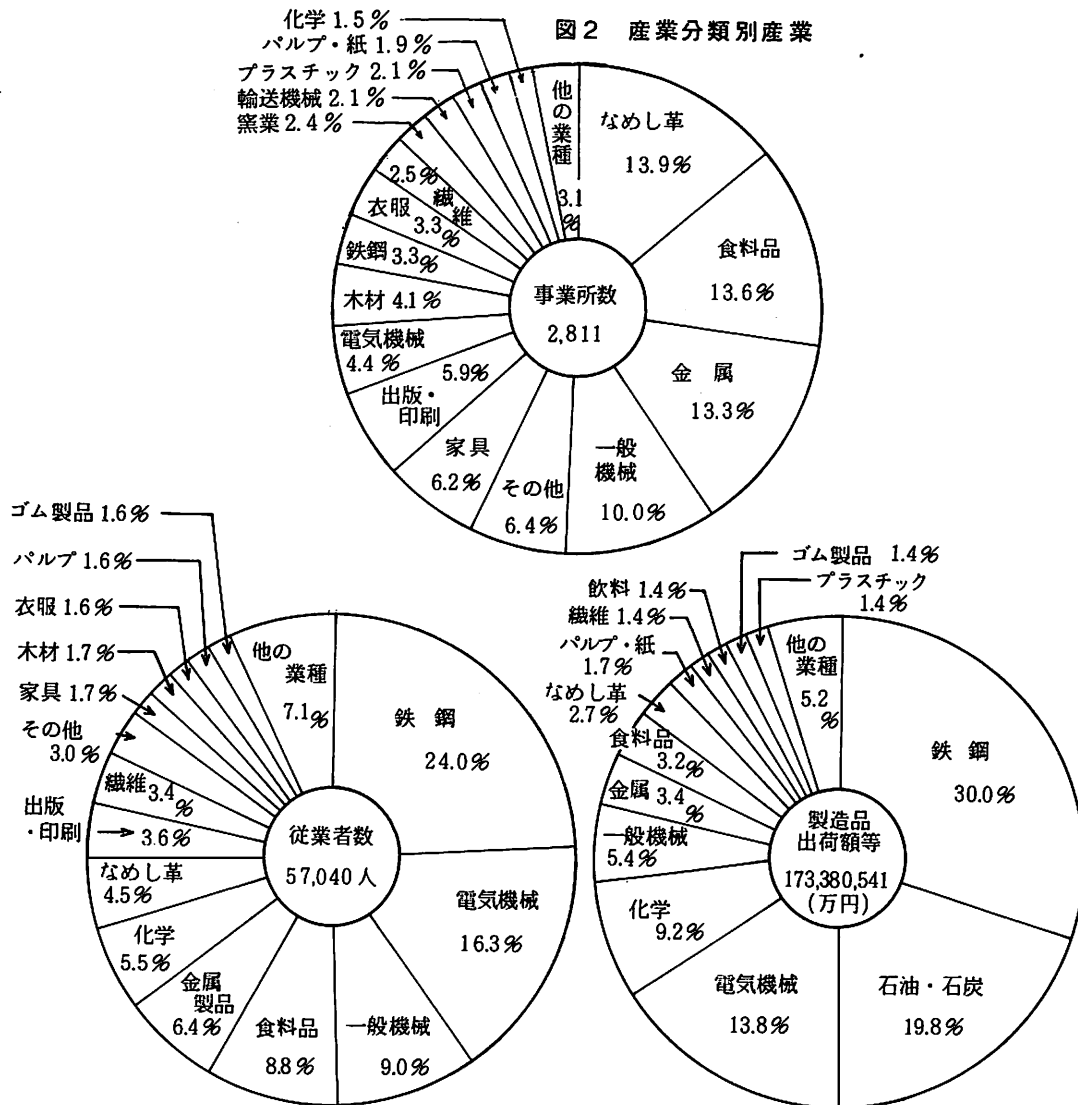 図2 産業分類別産業
化学 1.5%
パルプ・紙 1.9%
プラスチック 2.1%
輸送機械 2.1%
窯業 2.4%
2.5%
繊維
衣服
3.3%
鉄鋼 3.3%
木材 4.1%
電気機械
4.4%
5.9%
出版・
印刷
家具
6.2%
その他
6.4%
一般
機械
10.0%
金属
13.3%
食料品
13.6%
なめし革
13.9%
他の業種
3.1%
事業所数
2,811
ゴム製品 1.6%
パルプ 1.6%
衣服 1.6%
木材 1.7%
家具 1.7%
その他
3.0%
繊維 3.4%
出版
・印刷
3.6%
なめし革
4.5%
化学
5.5%
金属
製品
6.4%
食料品
8.8%
一般機械
9.0%
電気機械
16.3%
鉄鋼
24.0%
他の
業種
7.1%
従業者数
57,040人
ゴム製品 1.4%
プラスチック
1.4%
飲料 1.4%
繊維 1.4%
パルプ・紙
1.7%
なめし革
2.7%
食料品
3.2%
金属 3.4%
一般機械
5.4%
化学
9.2%
電気機械
13.8%
石油・石炭
19.8%
鉄鋼
30.0%
他の
業種
5.2%
製造品
出荷額等
173,380,541
(万円)